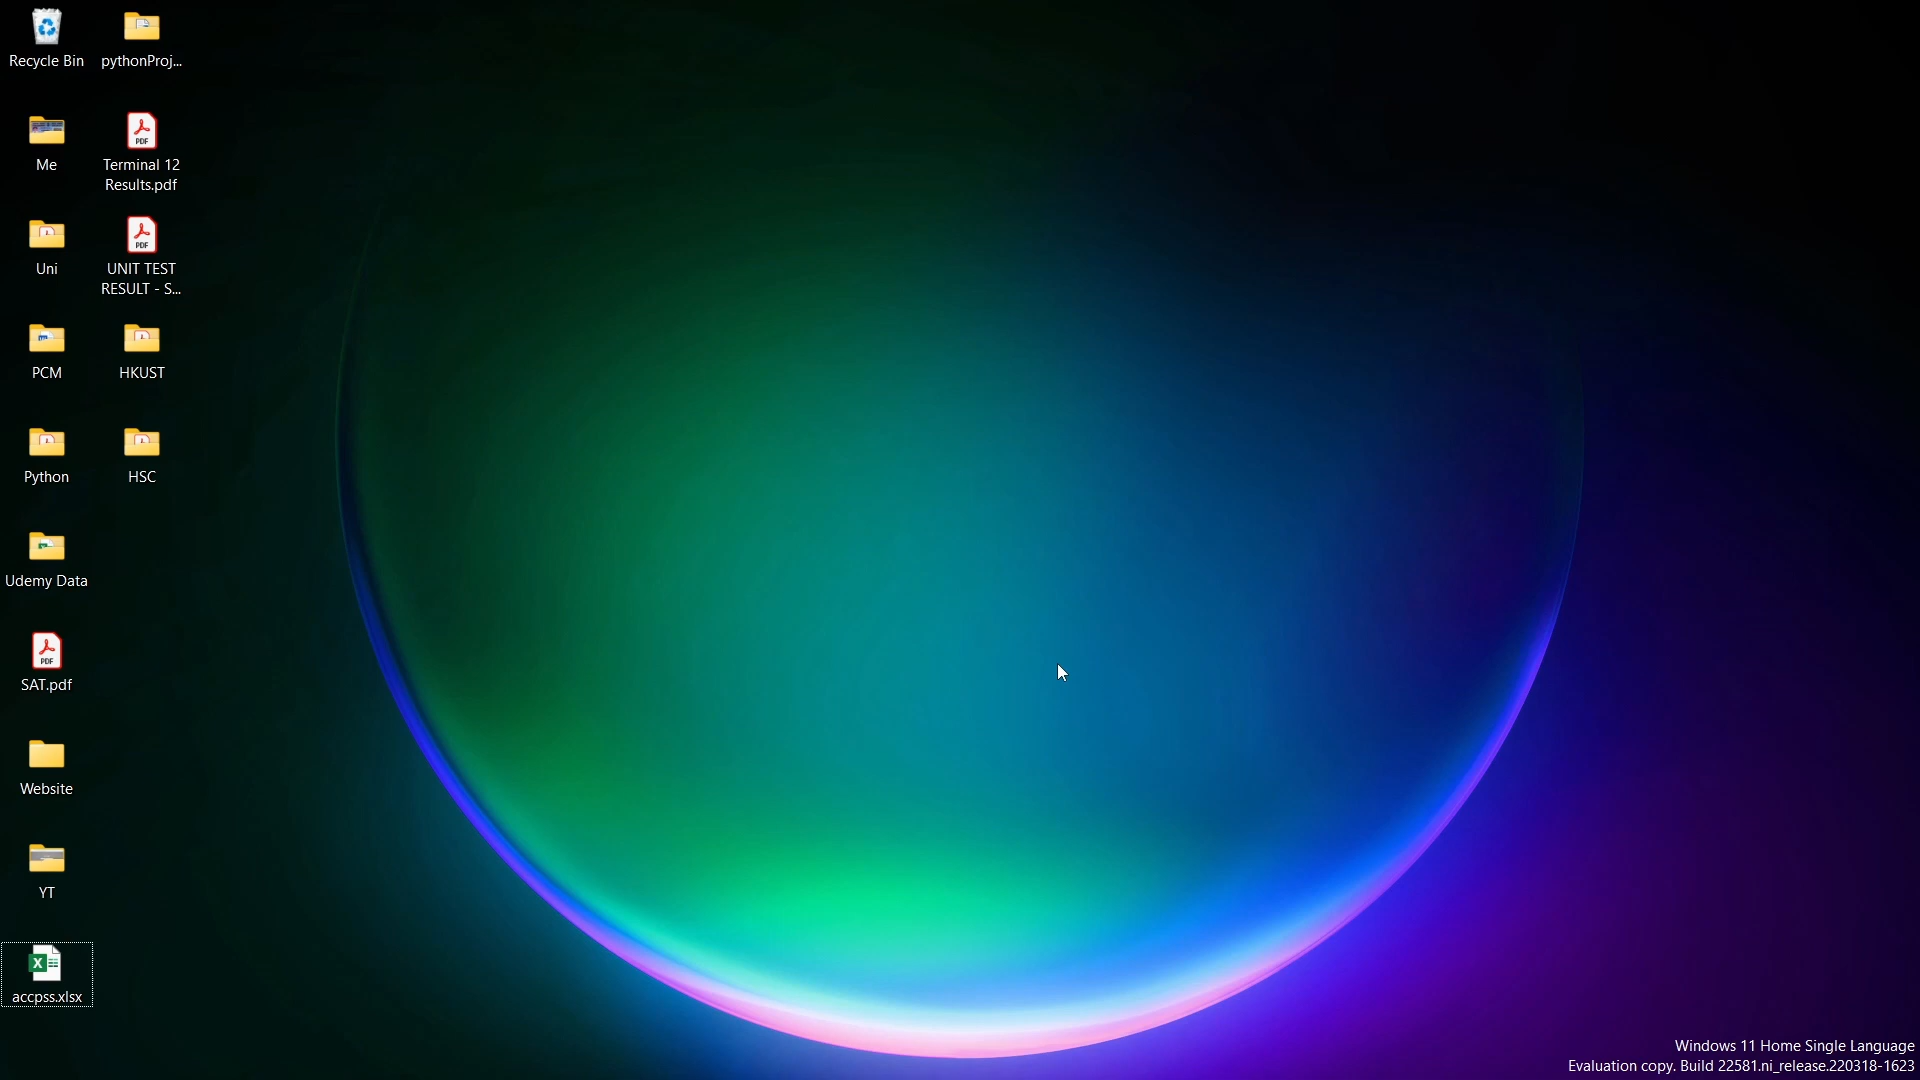 Recycle Bin
pythonProj...
Me
Terminal 12
Results.pdf
Uni
UNIT TEST
RESULT - S...
PCM
HKUST
Python
HSC
Udemy Data
SAT.pdf
Website
YT
accpss.xlsx
Windows 11 Home Single Language
Evaluation copy. Build 22581.ni_release.220318-1623